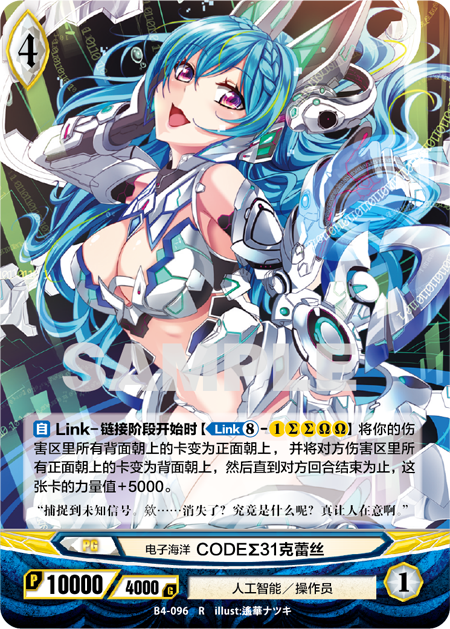 4
SAMPLE
自 Link-链接阶段开始时【Link 8-I Σ Σ Ω Ω】将你的伤
害区里所有背面朝上的卡变为正面朝上，并将对方伤害区里所
有正面朝上的卡变为背面朝上，然后直到对方回合结束为止，这
张卡的力量值+5000。
“捕捉到未知信号。欸……消失了？究竟是什么呢？真让人在意啊。”
PG 电子海洋 CODEΣ31克蕾丝
P 10000 / 4000 G 人工智能／操作员 1
B4-096 R illust:遙華ナツキ